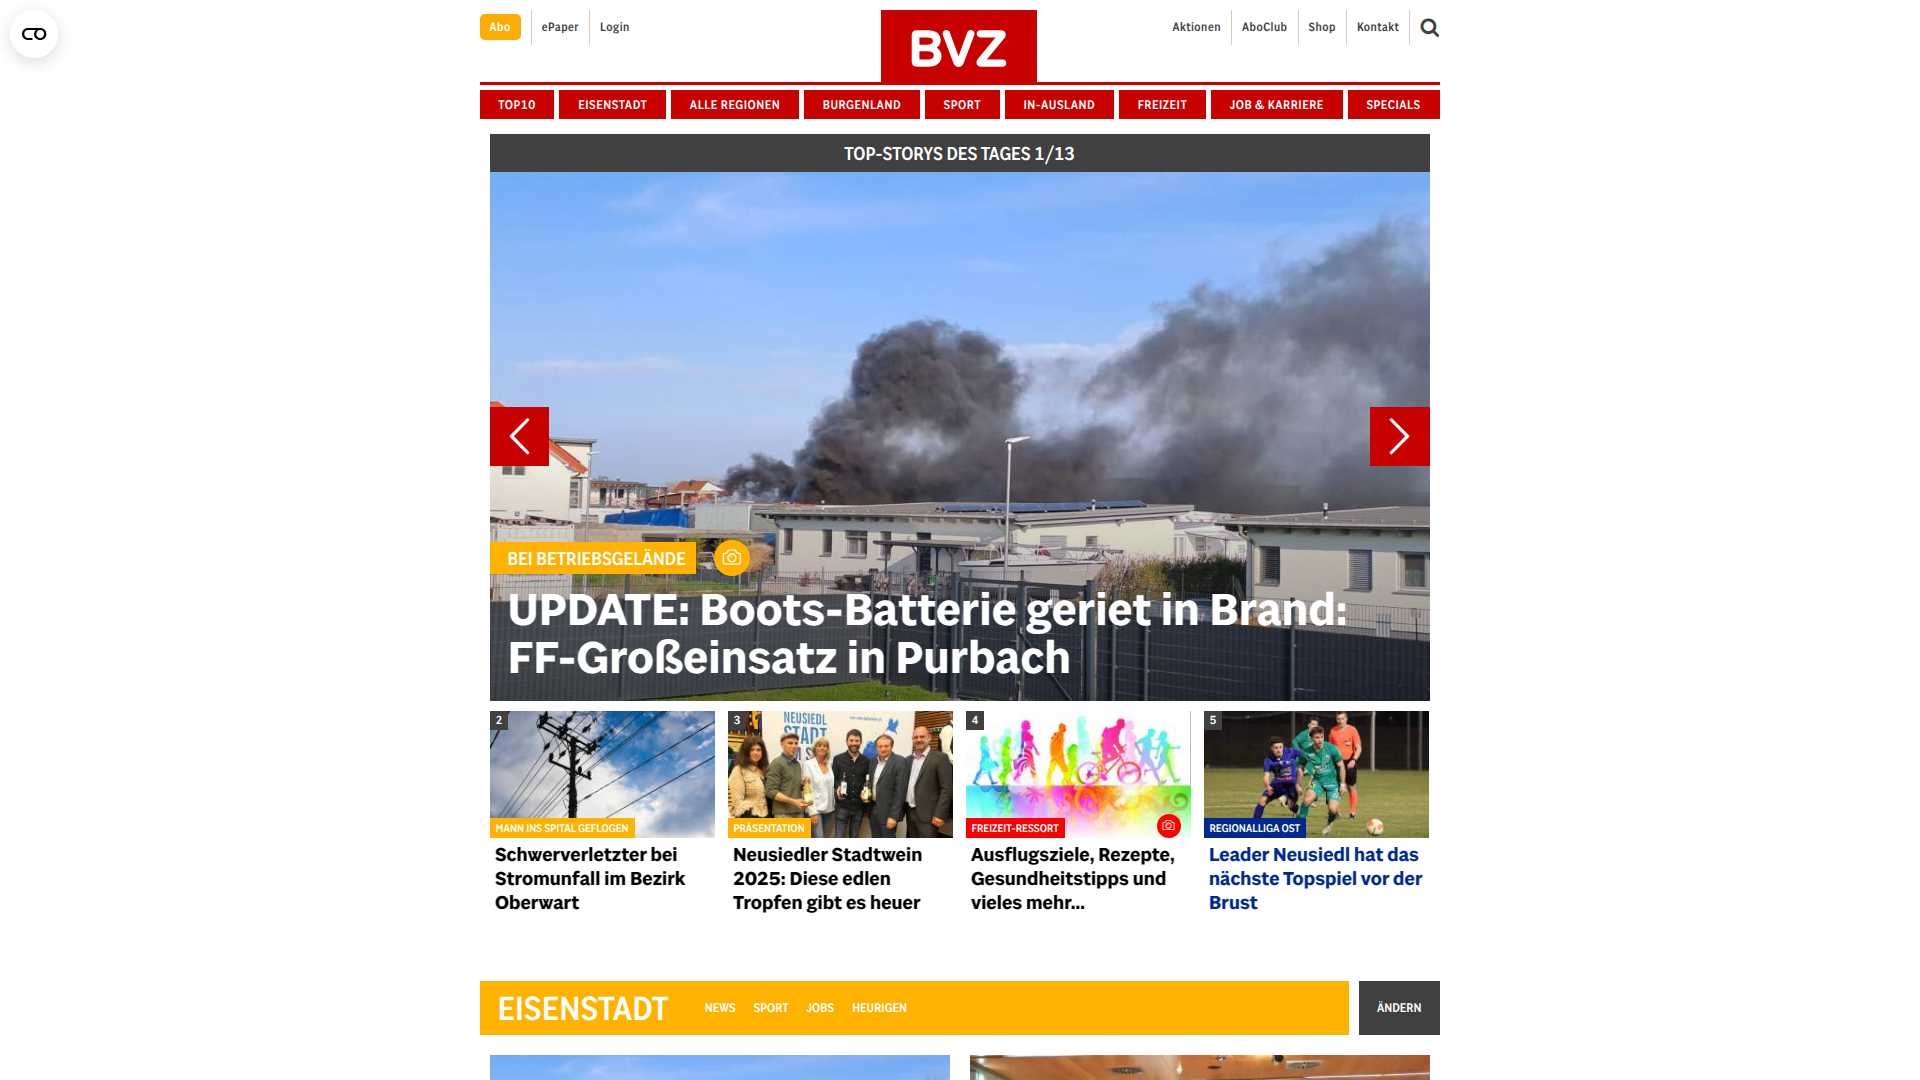 Abo
ePaper
Login
BVZ
Aktionen
AboClub
Shop
Kontakt
TOP10
EISENSTADT
ALLE REGIONEN
BURGENLAND
SPORT
IN-AUSLAND
FREIZEIT
JOB & KARRIERE
SPECIALS
TOP-STORYS DES TAGES 1/13
BEI BETRIEBSGELÄNDE
UPDATE: Boots-Batterie geriet in Brand:
FF-Großeinsatz in Purbach
2
MANN INS SPITAL GEFLOGEN
Schwerverletzter bei
Stromunfall im Bezirk
Oberwart
3
NEUSIEDL
STADT
PRÄSENTATION
Neusiedler Stadtwein
2025: Diese edlen
Tropfen gibt es heuer
4
FREIZEIT-RESSORT
Ausflugsziele, Rezepte,
Gesundheitstipps und
vieles mehr...
5
REGIONALLIGA OST
Leader Neusiedl hat das
nächste Topspiel vor der
Brust
EISENSTADT
NEWS
SPORT
JOBS
HEURIGEN
ÄNDERN